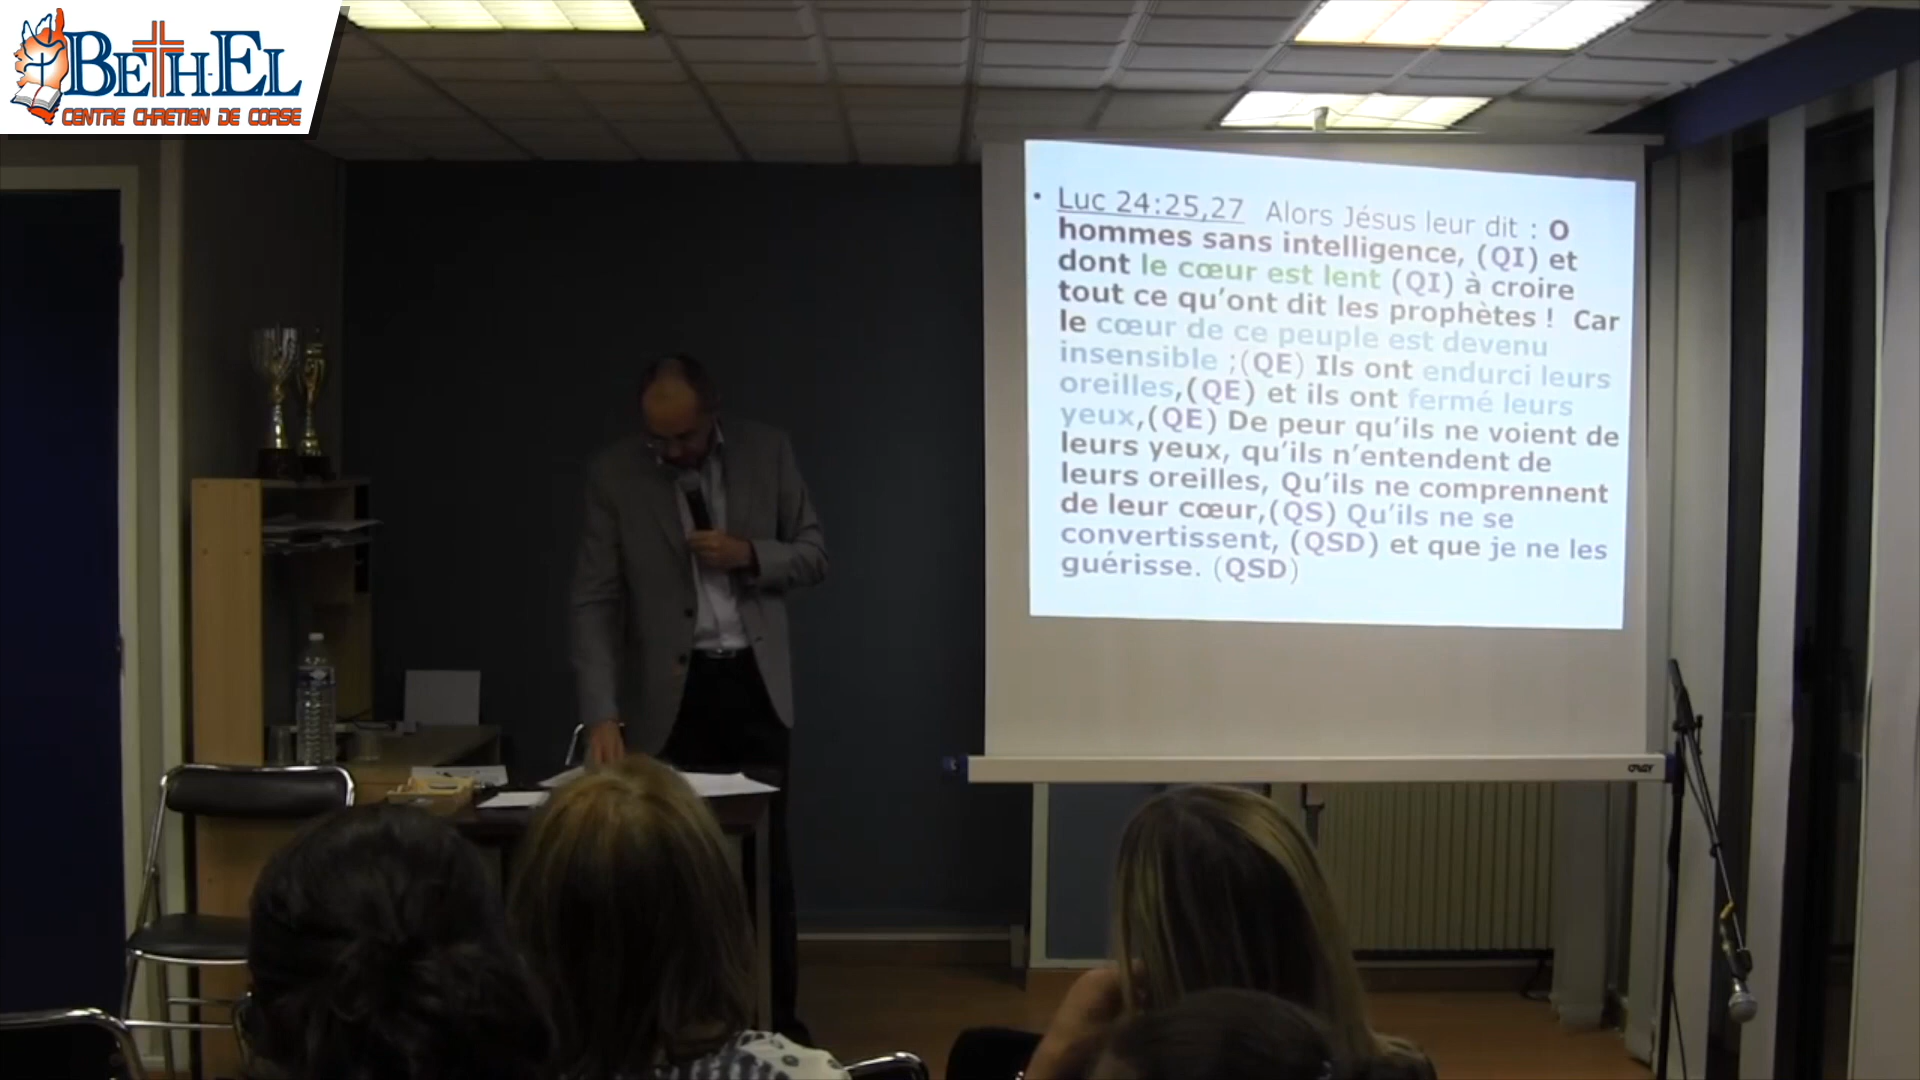 BETH-EL
CENTRE CHRETIEN DE CORSE
• Luc 24:25,27 Alors Jésus leur dit : O
hommes sans intelligence, (QI) et
dont le cœur est lent (QI) à croire
tout ce qu'ont dit les prophètes ! Car
le cœur de ce peuple est devenu
insensible ;(QE) Ils ont endurci leurs
oreilles,(QE) et ils ont fermé leurs
yeux,(QE) De peur qu'ils ne voient de
leurs yeux, qu'ils n'entendent de
leurs oreilles, Qu'ils ne comprennent
de leur cœur,(QS) Qu'ils ne se
convertissent, (QSD) et que je ne les
guérisse. (QSD)